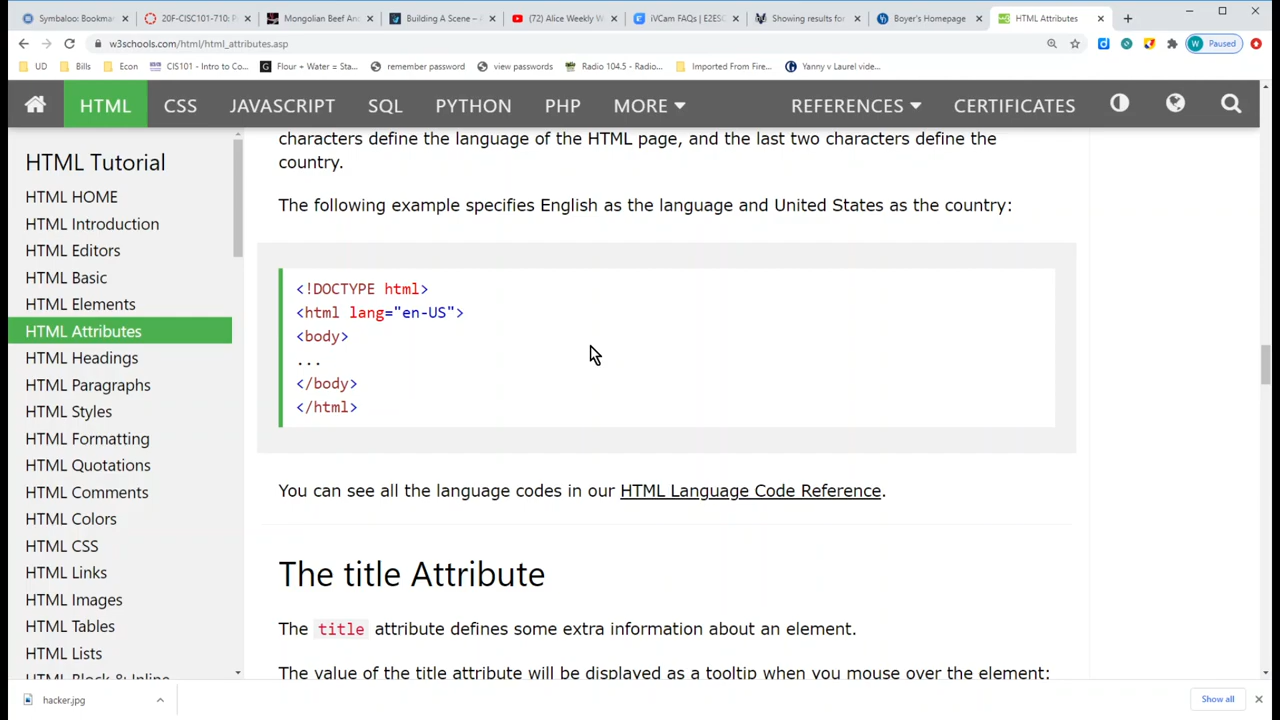 Symbaloo: Bookmark
20F-CISC101-710: P
Mongolian Beef An
Building A Scene – A
(72) Alice Weekly W
iVCam FAQs | E2ESO
Showing results for
Boyer's Homepage
HTML Attributes
w3schools.com/html/html_attributes.asp
W Paused
UD
Bills
Econ
CIS101 - Intro to Co...
Flour + Water = Sta...
remember password
view passwords
Radio 104.5 - Radio...
Imported From Fire...
Yanny v Laurel vide...
HTML
CSS
JAVASCRIPT
SQL
PYTHON
PHP
MORE
REFERENCES
CERTIFICATES
HTML Tutorial
HTML HOME
HTML Introduction
HTML Editors
HTML Basic
HTML Elements
HTML Attributes
HTML Headings
HTML Paragraphs
HTML Styles
HTML Formatting
HTML Quotations
HTML Comments
HTML Colors
HTML CSS
HTML Links
HTML Images
HTML Tables
HTML Lists
HTML Block & Inline
characters define the language of the HTML page, and the last two characters define the
country.
The following example specifies English as the language and United States as the country:
<!DOCTYPE html>
<html lang="en-US">
<body>
...
</body>
</html>
You can see all the language codes in our HTML Language Code Reference.
The title Attribute
The title attribute defines some extra information about an element.
The value of the title attribute will be displayed as a tooltip when you mouse over the element:
hacker.jpg
Show all